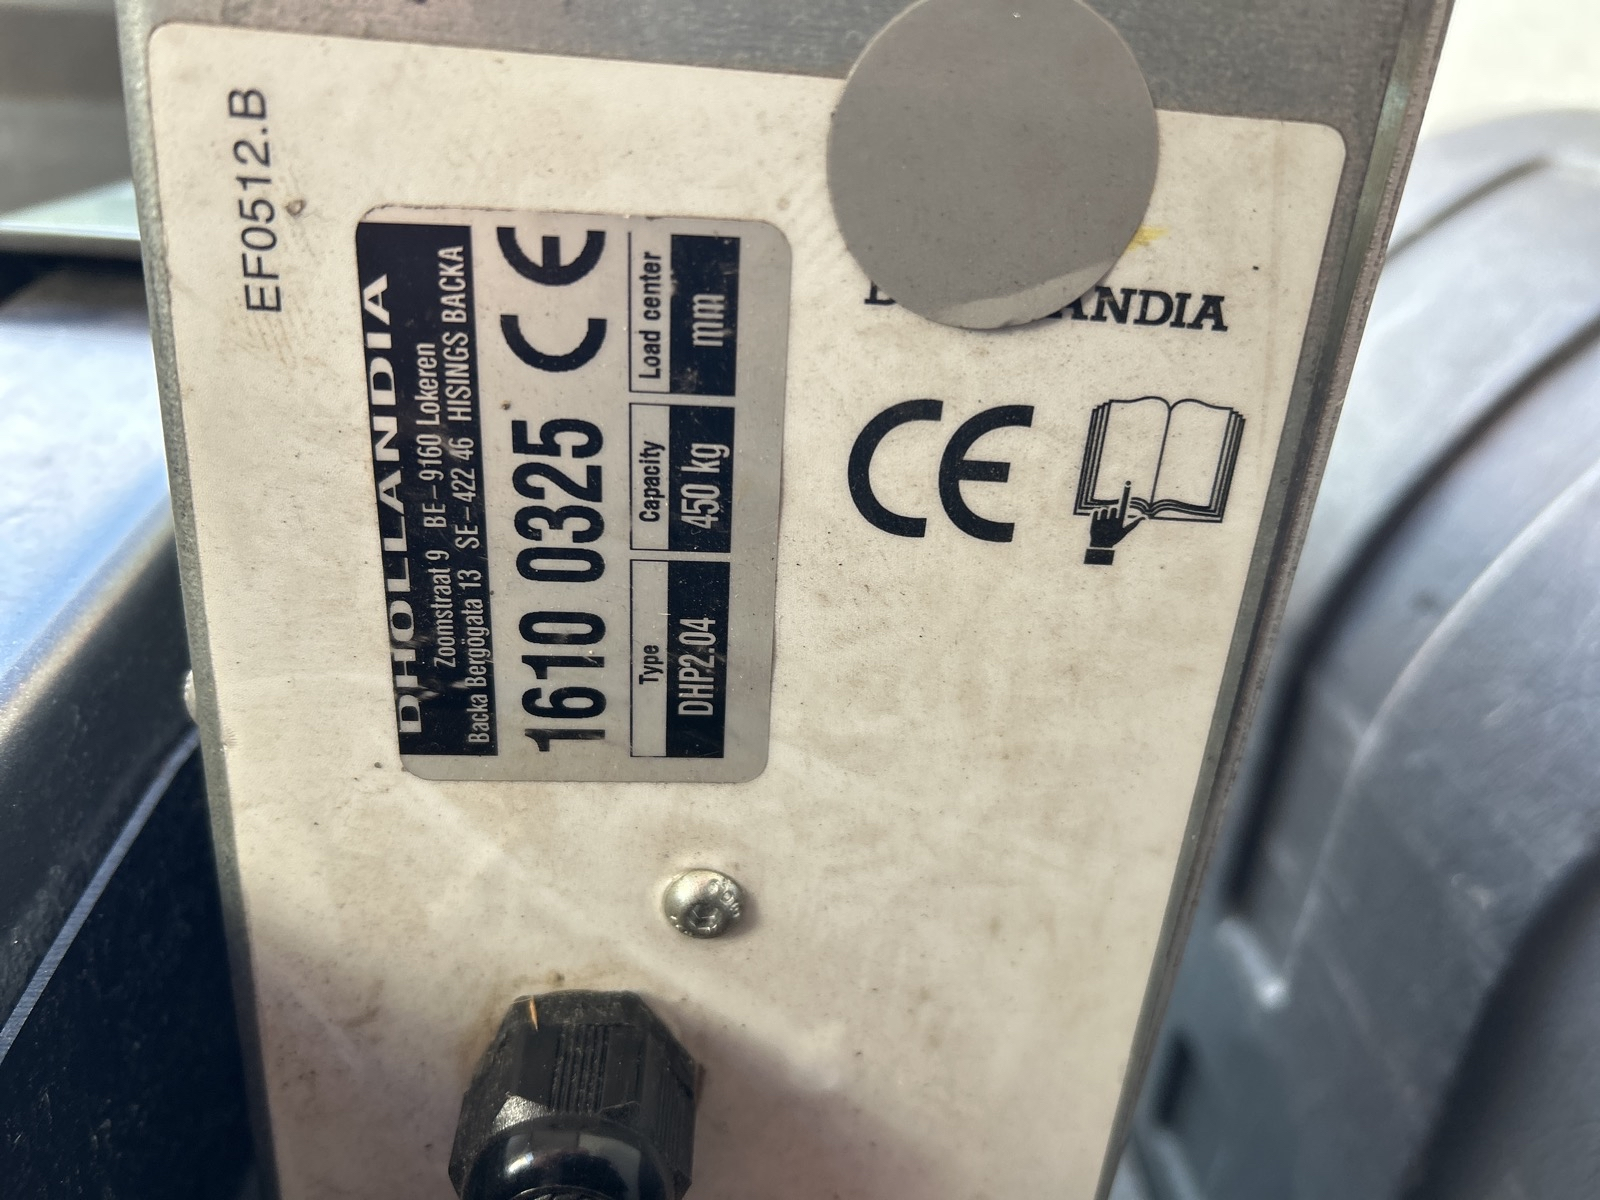 EF0512.B
DHOLLANDIA
Zoomstraat 9 BE-9160 Lokeren
Backa Bergögata 13 SE-422 46 HISINGS BACKA
1610 0325 CE
Type Capacity Load center
DHP2.04 450 kg mm
ANDIA
CE